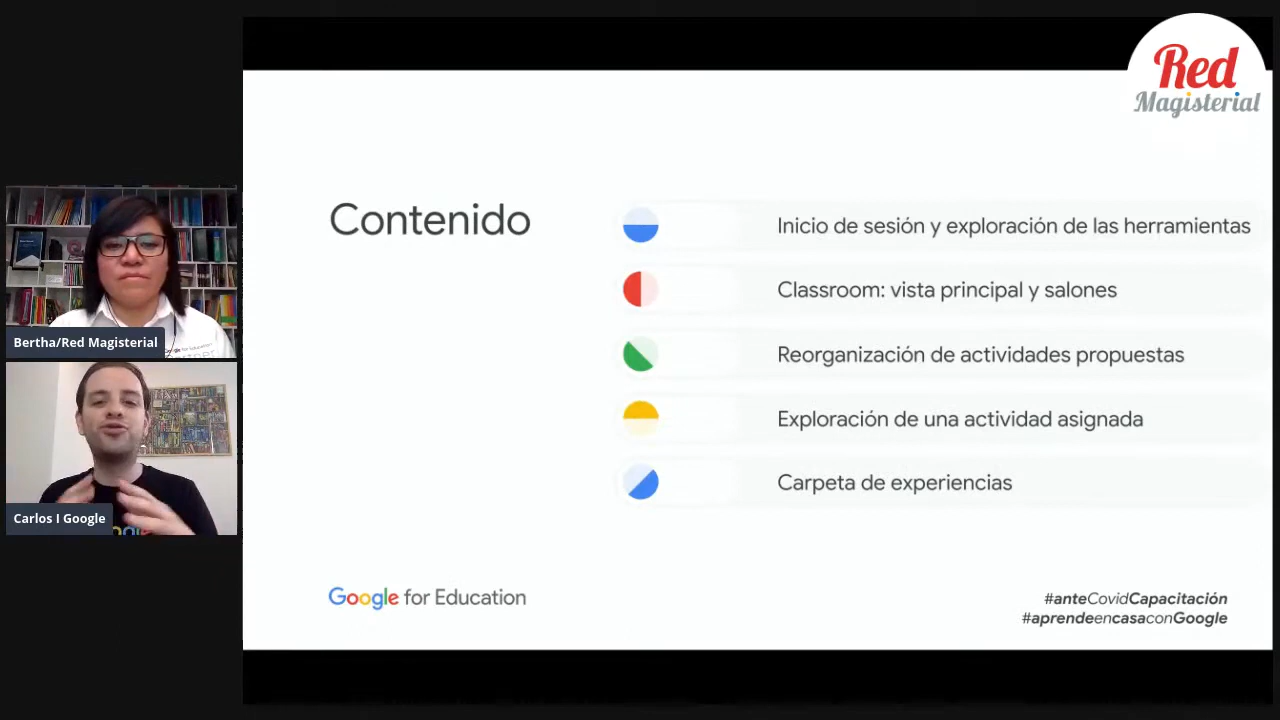 Red
Magisterial
Contenido
Inicio de sesión y exploración de las herramientas
Classroom: vista principal y salones
Reorganización de actividades propuestas
Exploración de una actividad asignada
Carpeta de experiencias
Bertha/Red Magisterial
Carlos I Google
Google for Education
#anteCovidCapacitación
#aprendeencasaconGoogle